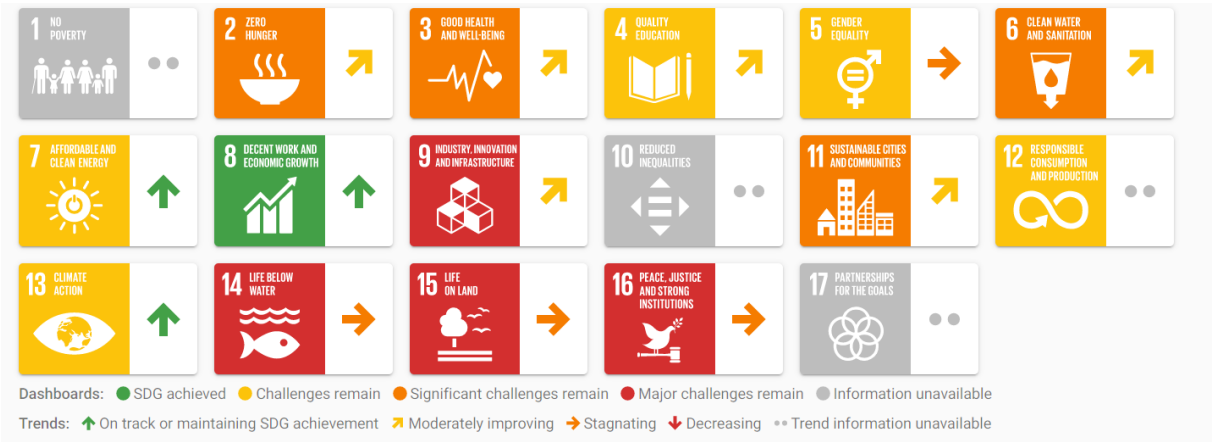 1 NO
POVERTY
2 ZERO
HUNGER
3 GOOD HEALTH
AND WELL-BEING
4 QUALITY
EDUCATION
5 GENDER
EQUALITY
6 CLEAN WATER
AND SANITATION
7 AFFORDABLE AND
CLEAN ENERGY
8 DECENT WORK AND
ECONOMIC GROWTH
9 INDUSTRY, INNOVATION
AND INFRASTRUCTURE
10 REDUCED
INEQUALITIES
11 SUSTAINABLE CITIES
AND COMMUNITIES
12 RESPONSIBLE
CONSUMPTION
AND PRODUCTION
13 CLIMATE
ACTION
14 LIFE BELOW
WATER
15 LIFE
ON LAND
16 PEACE, JUSTICE
AND STRONG
INSTITUTIONS
17 PARTNERSHIPS
FOR THE GOALS
Dashboards: SDG achieved Challenges remain Significant challenges remain Major challenges remain Information unavailable
Trends: On track or maintaining SDG achievement Moderately improving Stagnating Decreasing Trend information unavailable